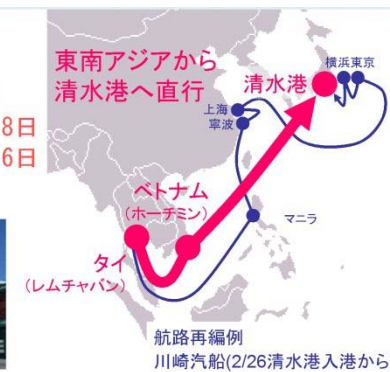 東南アジアから
清水港へ直行
8日
6日
清水港
横浜東京
上海
寧波
ベトナム
(ホーチミン)
マニラ
タイ
(レムチャバン)
航路再編例
川崎汽船(2/26清水港入港から